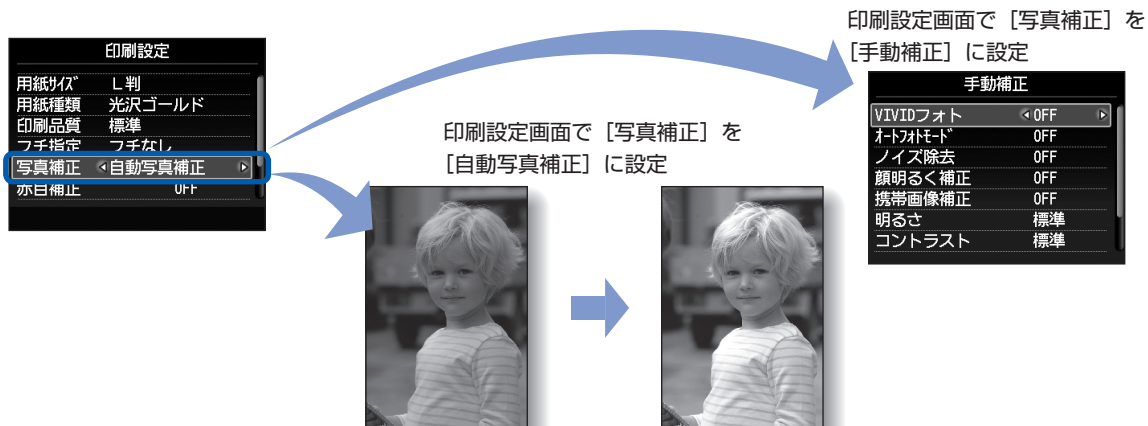 印刷設定
用紙ｻｲｽﾞ L判
用紙種類 光沢ゴールド
印刷品質 標準
フチ指定 フチなし
写真補正 自動写真補正
赤目補正 OFF
印刷設定画面で［写真補正］を
［自動写真補正］に設定
印刷設定画面で［写真補正］を
［手動補正］に設定
手動補正
VIVIDフォト OFF
ｵｰﾄﾌｫﾄﾓｰﾄﾞ OFF
ノイズ除去 OFF
顔明るく補正 OFF
携帯画像補正 OFF
明るさ 標準
コントラスト 標準